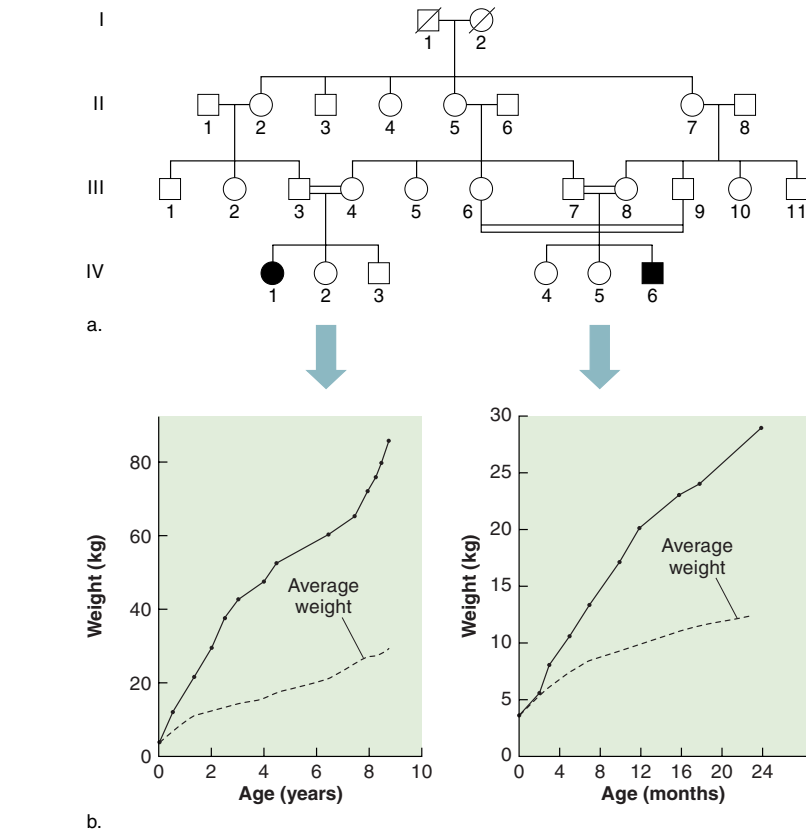 I
1 2
II
1 2 3 4 5 6 7 8
III
1 2 3 4 5 6 7 8 9 10 11
IV
1 2 3 4 5 6
a.
80
60
40
20
0
Weight (kg)
Average
weight
0 2 4 6 8 10
Age (years)
30
25
20
15
10
5
0
Weight (kg)
Average
weight
0 4 8 12 16 20 24
Age (months)
b.